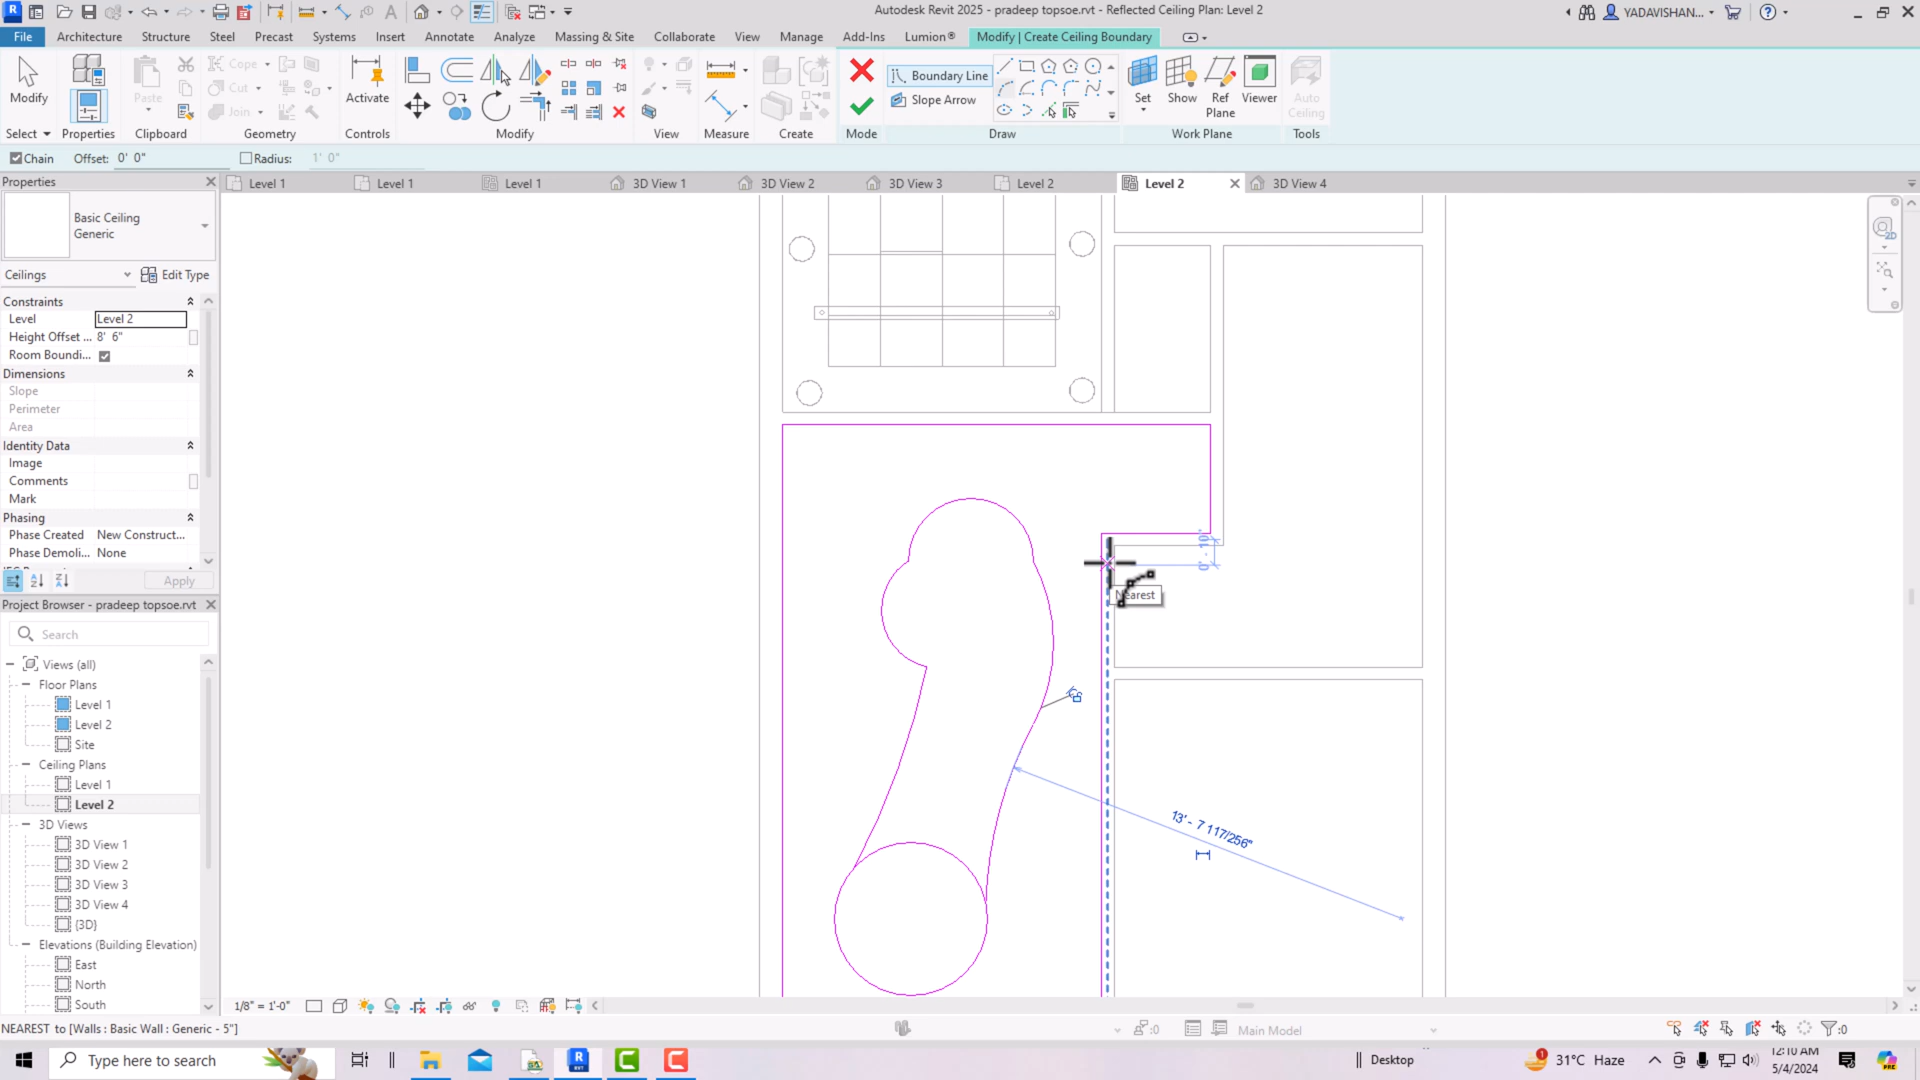 Autodesk Revit 2025 - pradeep topsoe.rvt - Reflected Ceiling Plan: Level 2
YADAVISHAN...
File Architecture Structure Steel Precast Systems Insert Annotate Analyze Massing & Site Collaborate View Manage Add-Ins Lumion® Modify | Create Ceiling Boundary
Modify
Paste
Cope
Cut
Join
Activate
Boundary Line
Slope Arrow
Set Show Ref Plane Viewer Auto Ceiling
Select Properties Clipboard Geometry Controls Modify View Measure Create Mode Draw Work Plane Tools
Chain Offset: 0' 0" Radius: 1' 0"
Properties
Level 1 Level 1 Level 1 3D View 1 3D View 2 3D View 3 Level 2 Level 2 3D View 4
Basic Ceiling
Generic
Ceilings Edit Type
Constraints
Level Level 2
Height Offset ... 8' 6"
Room Boundi...
Dimensions
Slope
Perimeter
Area
Identity Data
Image
Comments
Mark
Phasing
Phase Created New Construct...
Phase Demoli... None
Apply
Project Browser - pradeep topsoe.rvt
Search
Views (all)
Floor Plans
Level 1
Level 2
Site
Ceiling Plans
Level 1
Level 2
3D Views
3D View 1
3D View 2
3D View 3
3D View 4
{3D}
Elevations (Building Elevation)
East
North
South
0' - 10"
Nearest
13' - 7 117/256"
2D
1/8" = 1'-0"
NEAREST to [Walls : Basic Wall : Generic - 5"]
:0
Main Model
:0
Type here to search
Desktop
1
31°C Haze
12:10 AM
5/4/2024